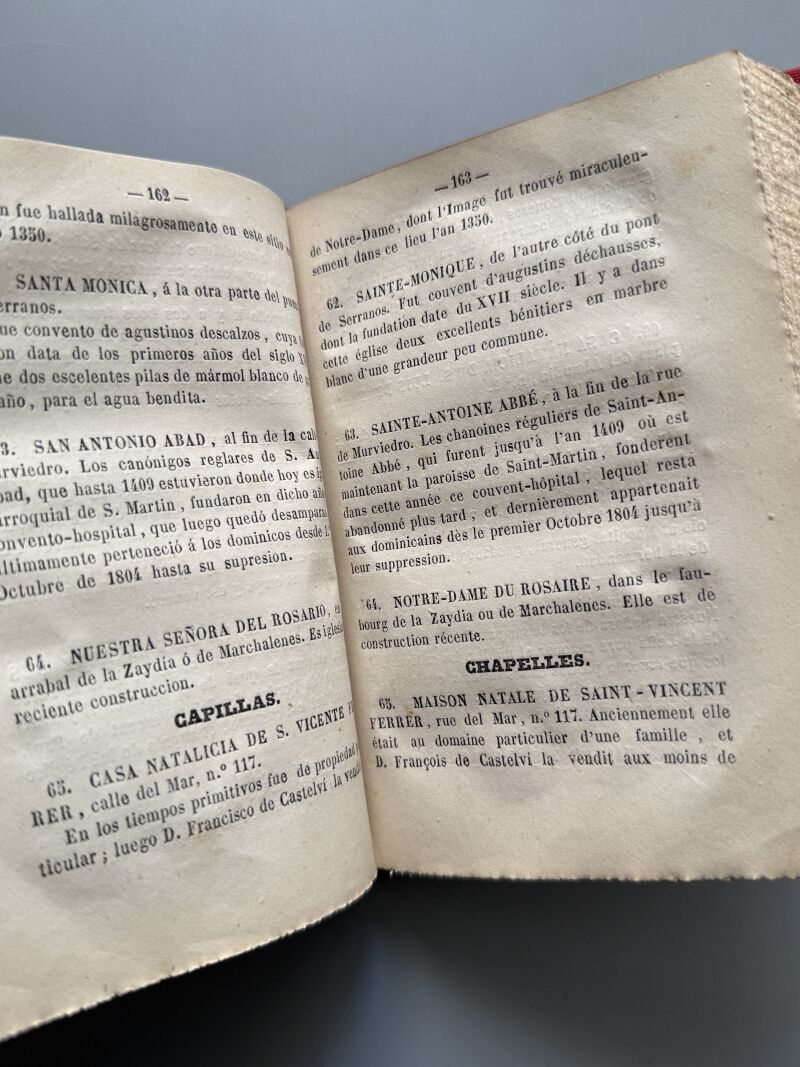 —162—
n fue hallada milagrosamente en este sitio
1350.
SANTA MONICA, á la otra parte del
erranos.
ue convento de agustinos descalzos, cuya
on data de los primeros años del siglo
ne dos escelentes pilas de mármol blanco de
año, para el agua bendita.
3. SAN ANTONIO ABAD, al fin de la
urviedro. Los canónigos reglares de S.
bad, que hasta 1409 estuvieron donde hoy es
arroquial de S. Martin, fundaron en dicho
onvento-hospital, que luego quedó desampara
ltimamente perteneció á los dominicos desde
Octubre de 1804 hasta su supresion.
64. NUESTRA SEÑORA DEL ROSARIO,
arrabal de la Zaydía ó de Marchalenes. Es
reciente construccion.
CAPILLAS.
65. CASA NATALICIA DE S. VICENTE
RER, calle del Mar, n.º 117.
En los tiempos primitivos fue de propiedad
ticular; luego D. Francisco de Castelví la
—163—
de Notre-Dame, dont l'Image fut trouvé miraculeu-
sement dans ce lieu l'an 1350.
62. SAINTE-MONIQUE, de l'autre côté du pont
de Serranos. Fut couvent d'augustins déchausses,
dont la fundation date du XVII siècle. Il y a dans
cette église deux excellents bénitiers en marbre
blanc d'une grandeur peu commune.
63. SAINTE-ANTOINE ABBÉ, à la fin de la rue
de Murviedro. Les chanoines réguliers de Saint-An-
toine Abbé, qui furent jusqu'à l'an 1409 où est
maintenant la paroisse de Saint-Martin, fonderent
dans cette année ce couvent-hôpital, lequel resta
abandonné plus tard, et dernièrement appartenait
aux dominicains dès le premier Octobre 1804 jusqu'à
leur suppression.
64. NOTRE-DAME DU ROSAIRE, dans le fau-
bourg de la Zaydia ou de Marchalenes. Elle est de
construction récente.
CHAPELLES.
65. MAISON NATALE DE SAINT-VINCENT
FERRER, rue del Mar, n.º 117. Anciennement elle
était au domaine particulier d'une famille, et
D. François de Castelví la vendit aux moins de